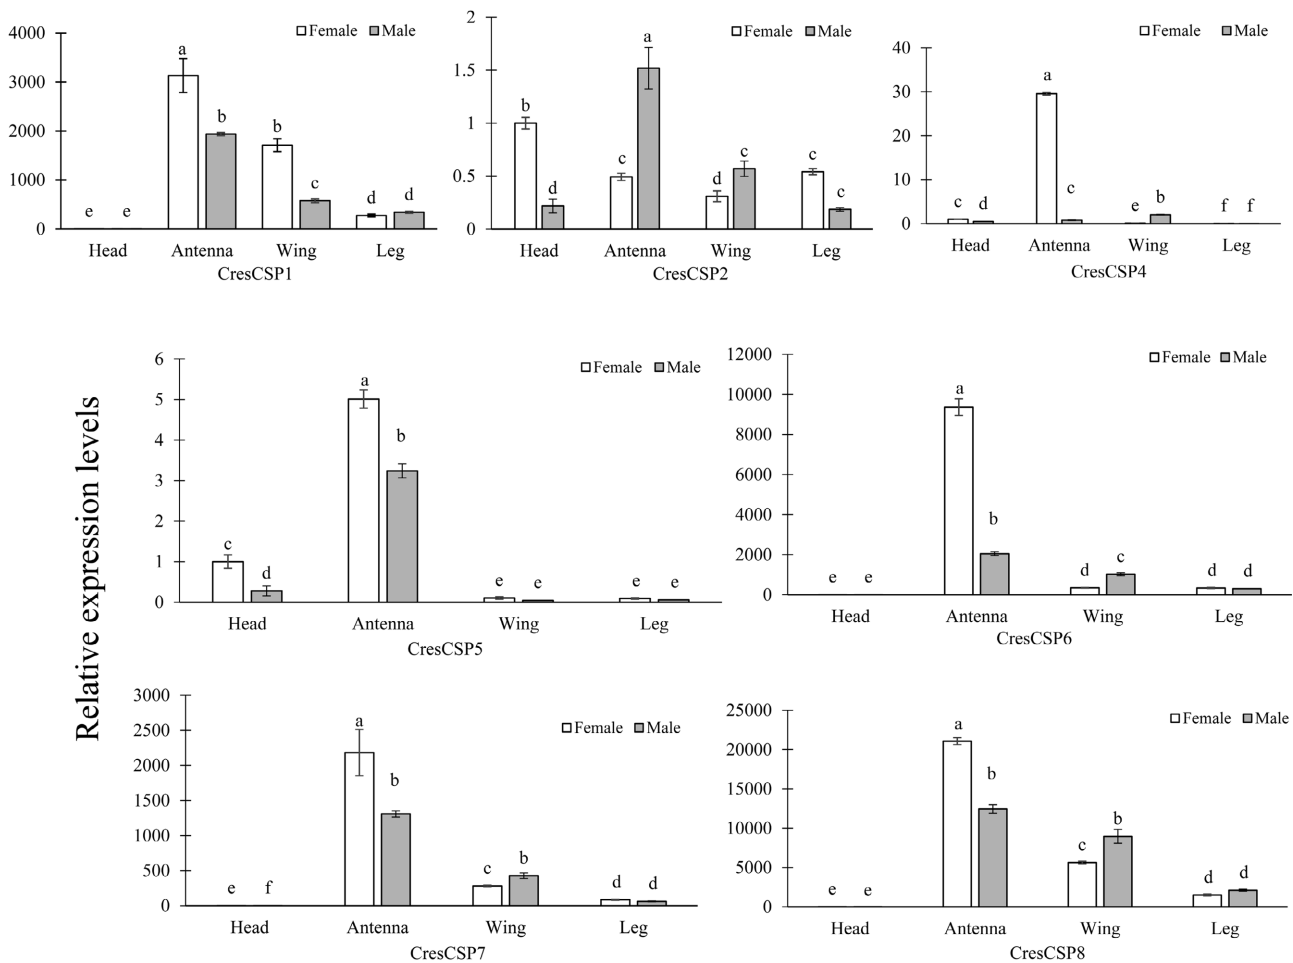 Relative expression levels
Female Male
4000
3000
2000
1000
0
a
b
b
c
d d
e e
Head Antenna Wing Leg
CresCSP1
Female Male
2
1.5
1
0.5
0
b
d
c
a
d
c
c
c
Head Antenna Wing Leg
CresCSP2
Female Male
40
30
20
10
0
c d
a
c
e b
f f
Head Antenna Wing Leg
CresCSP4
Female Male
6
5
4
3
2
1
0
c
d
a
b
e e
e e
Head Antenna Wing Leg
CresCSP5
Female Male
12000
10000
8000
6000
4000
2000
0
e e
a
b
d c
d d
Head Antenna Wing Leg
CresCSP6
Female Male
3000
2500
2000
1500
1000
500
0
e f
a
b
c b
d d
Head Antenna Wing Leg
CresCSP7
Female Male
25000
20000
15000
10000
5000
0
e e
a
b
c
b
d d
Head Antenna Wing Leg
CresCSP8